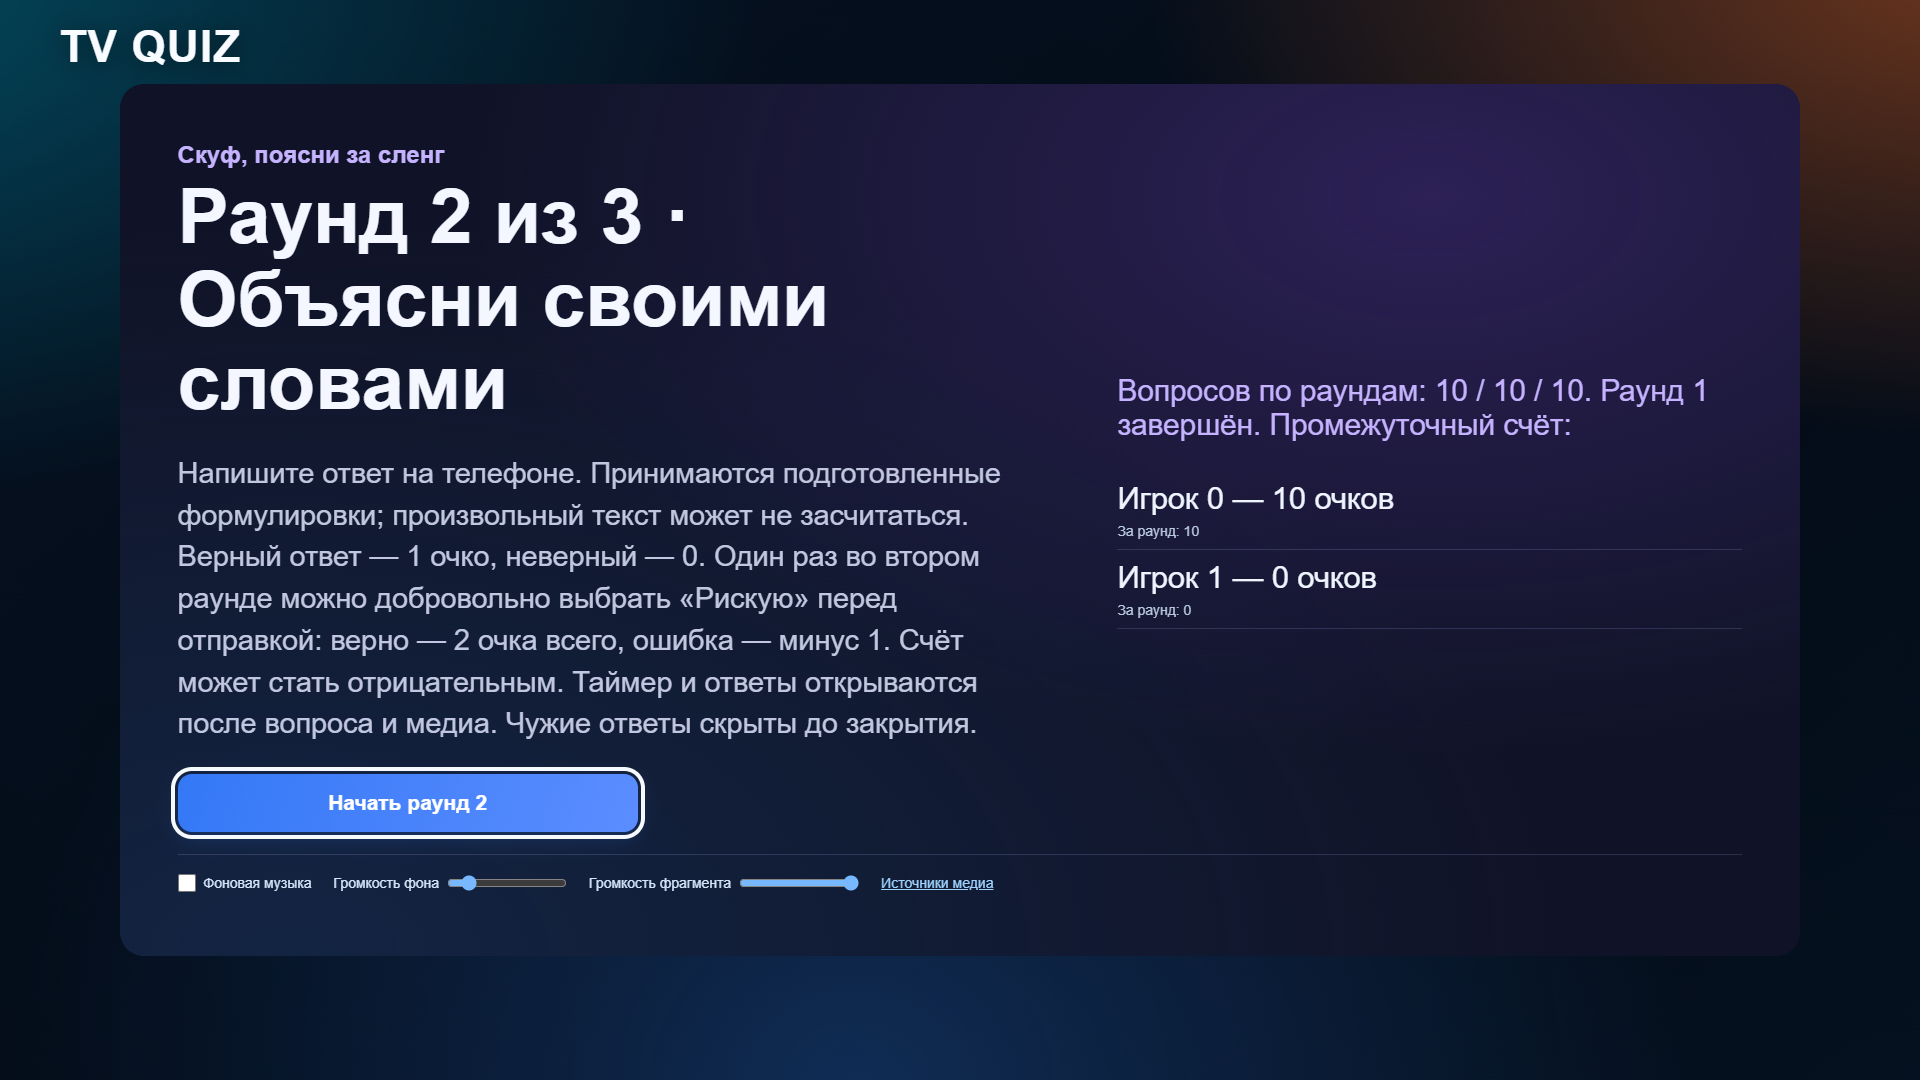 TV QUIZ
Скуф, поясни за сленг
Раунд 2 из 3 ·
Объясни своими
словами
Напишите ответ на телефоне. Принимаются подготовленные
формулировки; произвольный текст может не засчитаться.
Верный ответ — 1 очко, неверный — 0. Один раз во втором
раунде можно добровольно выбрать «Рискую» перед
отправкой: верно — 2 очка всего, ошибка — минус 1. Счёт
может стать отрицательным. Таймер и ответы открываются
после вопроса и медиа. Чужие ответы скрыты до закрытия.
Начать раунд 2
Вопросов по раундам: 10 / 10 / 10. Раунд 1
завершён. Промежуточный счёт:
Игрок 0 — 10 очков
За раунд: 10
Игрок 1 — 0 очков
За раунд: 0
Фоновая музыка Громкость фона Громкость фрагмента Источники медиа